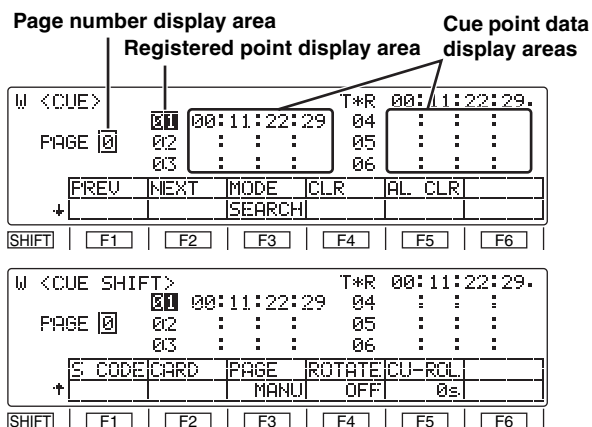 Page number display area
Registered point display area
Cue point data display areas
W <CUE> T*R 00:11:22:29.
01 00:11:22:29 04 : : :
PAGE 0 02 : : : 05 : : :
03 : : : 06 : : :
PREV NEXT MODE CLR AL CLR
SEARCH
SHIFT F1 F2 F3 F4 F5 F6
W <CUE SHIFT> T*R 00:11:22:29.
01 00:11:22:29 04 : : :
PAGE 0 02 : : : 05 : : :
03 : : : 06 : : :
S CODE CARD PAGE ROTATE CU-ROL
MANU OFF 0s
SHIFT F1 F2 F3 F4 F5 F6